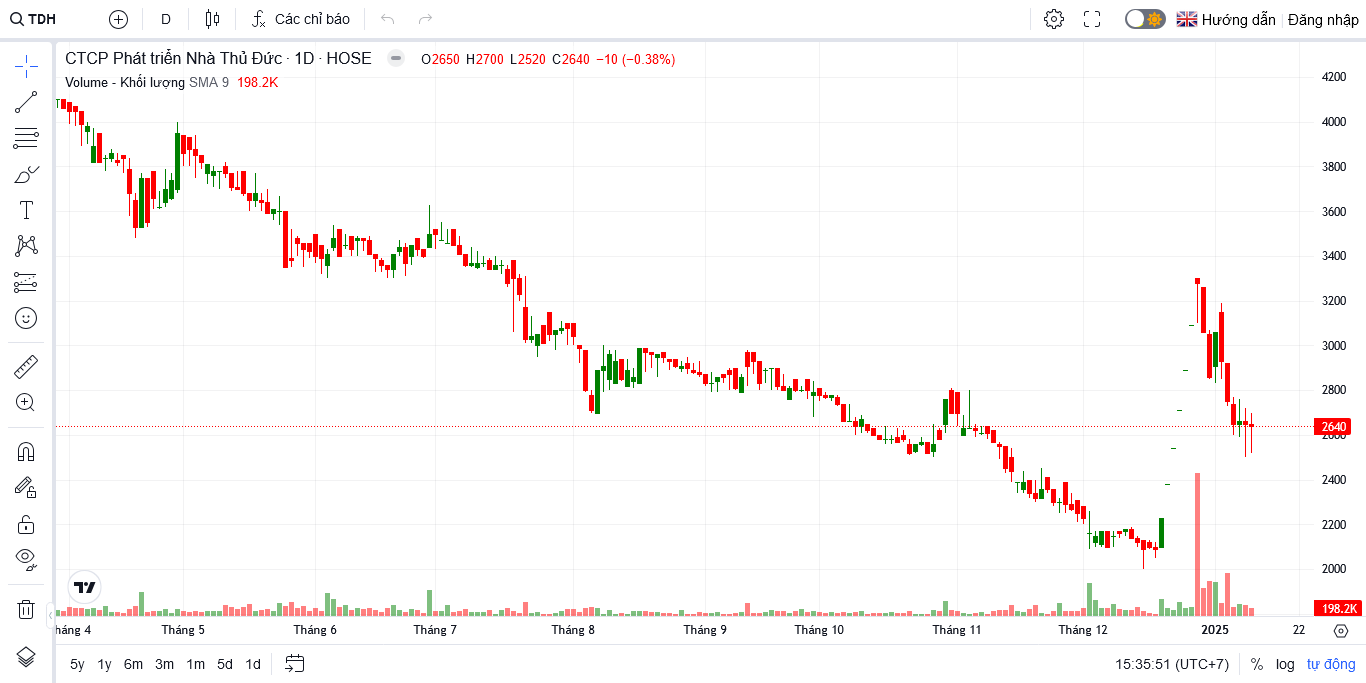 TDH D Các chỉ báo Hướng dẫn Đăng nhập
CTCP Phát triển Nhà Thủ Đức · 1D · HOSE O2650 H2700 L2520 C2640 −10 (−0.38%)
Volume - Khối lượng SMA 9 198.2K
4200
4000
3800
3600
3400
3200
3000
2800
2640
2600
2400
2200
2000
198.2K
háng 4 Tháng 5 Tháng 6 Tháng 7 Tháng 8 Tháng 9 Tháng 10 Tháng 11 Tháng 12 2025 22
5y 1y 6m 3m 1m 5d 1d 15:35:51 (UTC+7) % log tự động